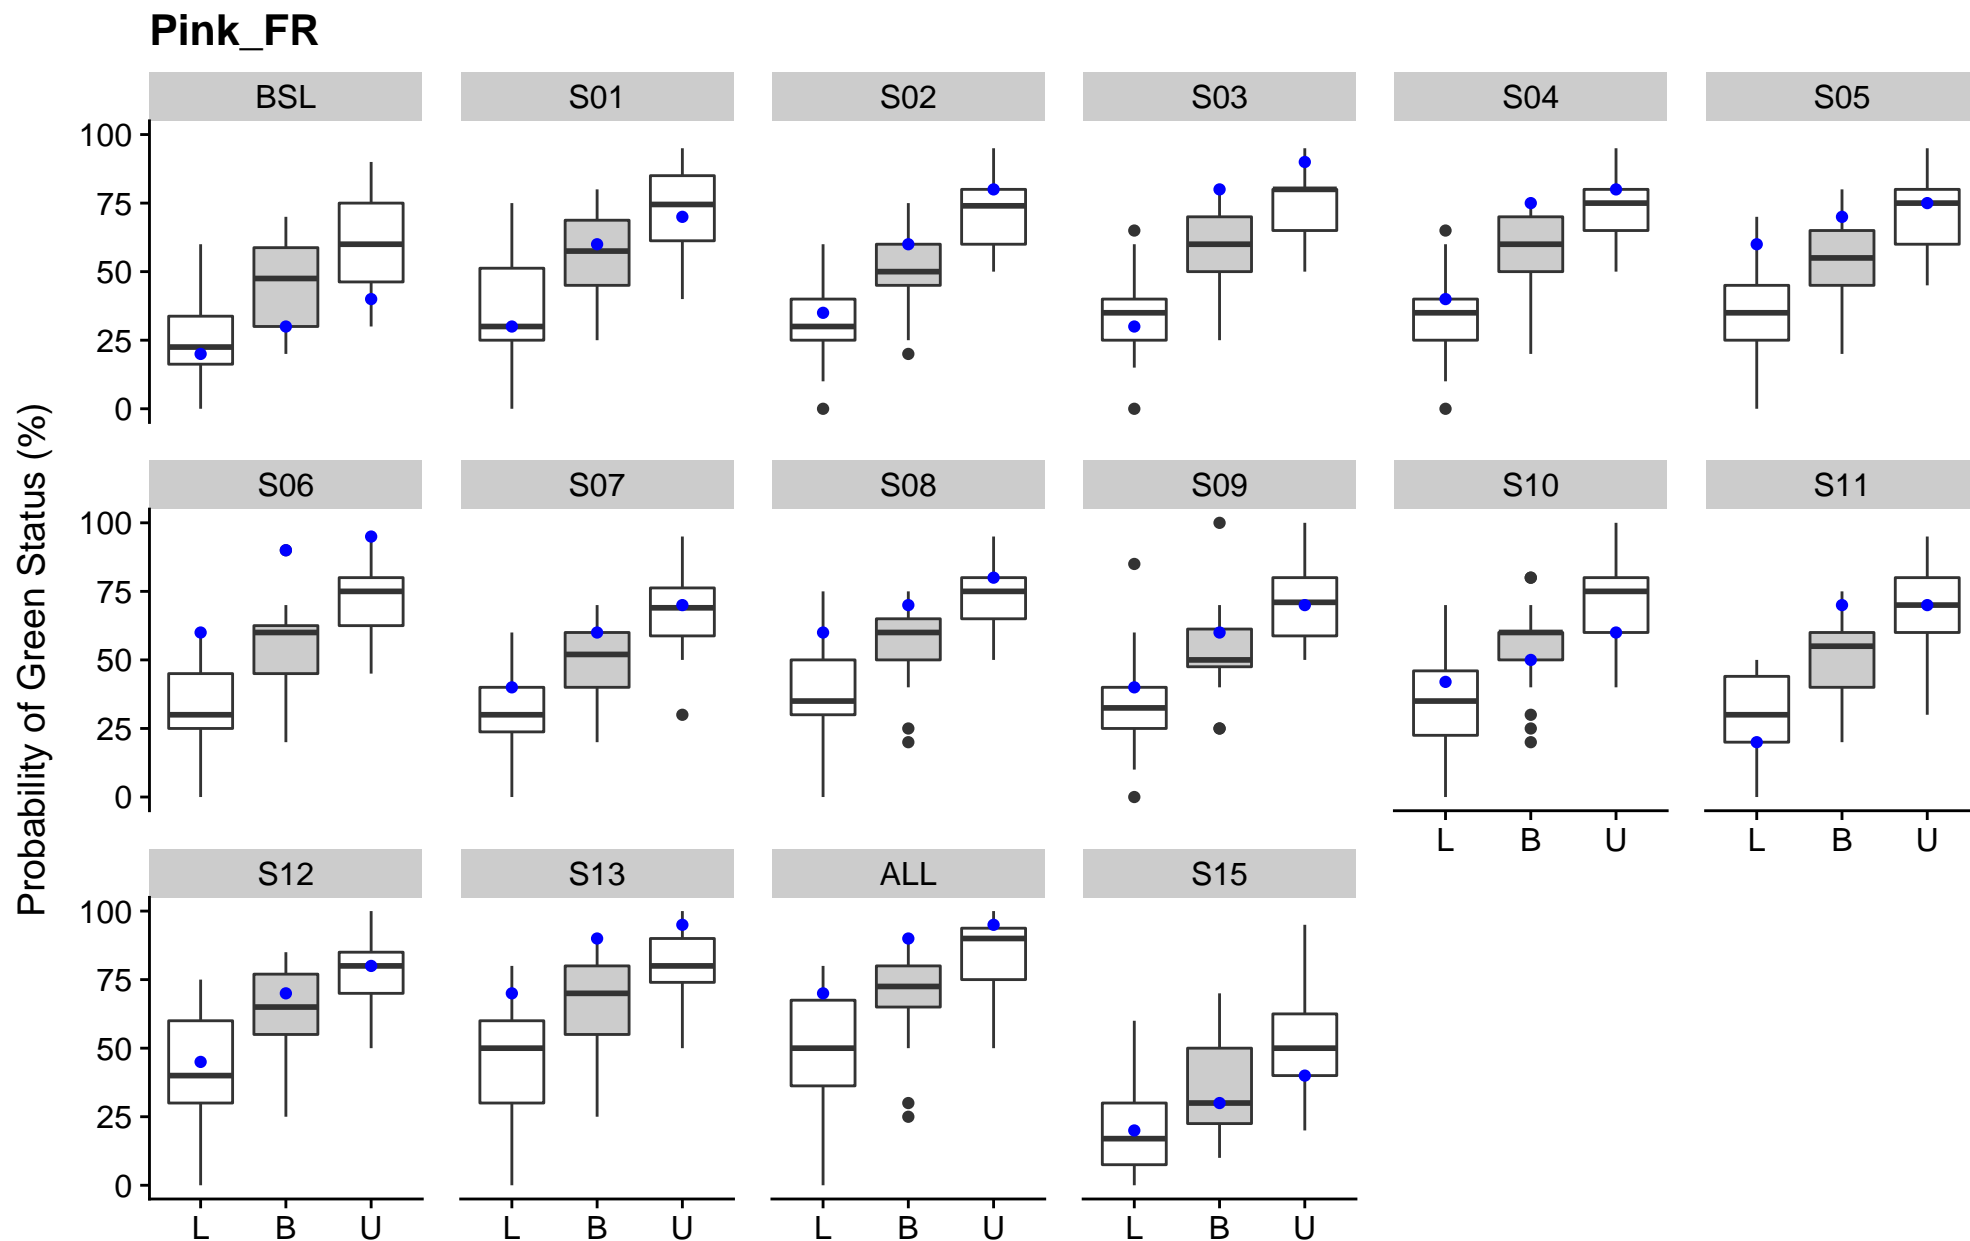 Pink_FR
BSL S01 S02 S03 S04 S05
100
75
50
25
0
S06 S07 S08 S09 S10 S11
100
75
50
25
0
L B U L B U
S12 S13 ALL S15
100
75
50
25
0
L B U L B U L B U L B U
Probability of Green Status (%)